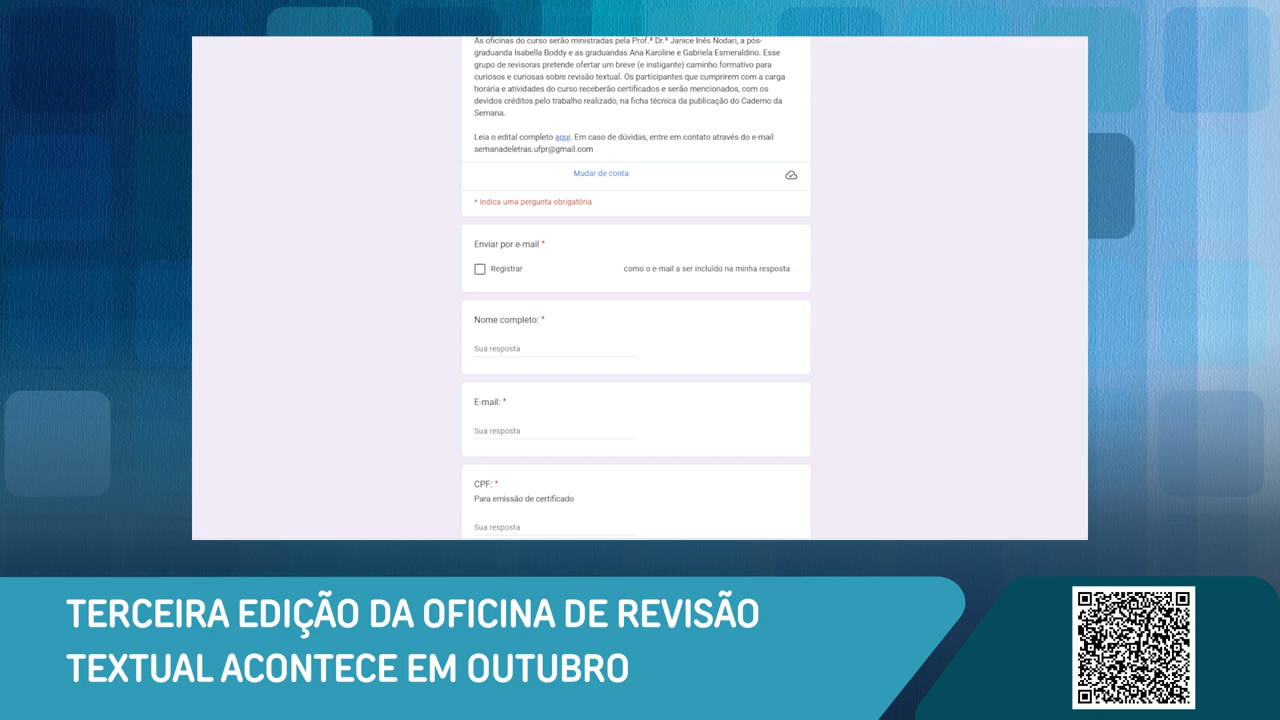 As oficinas do curso serão ministradas pela Prof.ª Dr.ª Janice Inês Nodari, a pós-
graduanda Isabella Boddy e as graduandas Ana Karoline e Gabriela Esmeraldino. Esse
grupo de revisoras pretende ofertar um breve (e instigante) caminho formativo para
curiosos e curiosas sobre revisão textual. Os participantes que cumprirem com a carga
horária e atividades do curso receberão certificados e serão mencionados, com os
devidos créditos pelo trabalho realizado, na ficha técnica da publicação do Caderno da
Semana.
Leia o edital completo aqui. Em caso de dúvidas, entre em contato através do e-mail
semanadeletras.ufpr@gmail.com
Mudar de conta
* Indica uma pergunta obrigatória
Enviar por e-mail *
Registrar como o e-mail a ser incluído na minha resposta
Nome completo: *
Sua resposta
E-mail: *
Sua resposta
CPF: *
Para emissão de certificado
Sua resposta
TERCEIRA EDIÇÃO DA OFICINA DE REVISÃO
TEXTUAL ACONTECE EM OUTUBRO